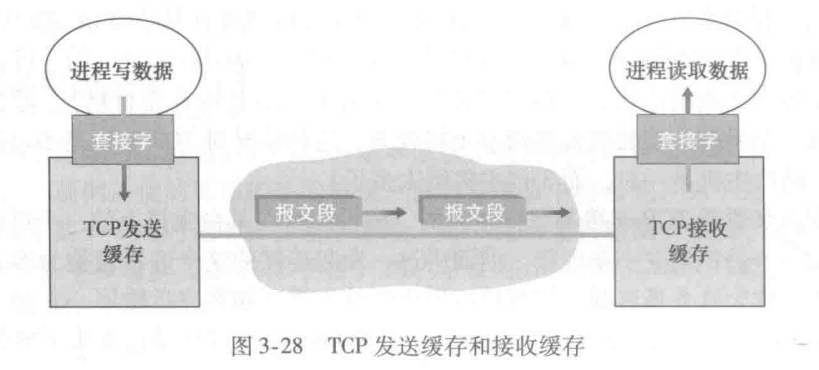 进程写数据
进程读取数据
套接字
套接字
TCP发送
缓存
报文段
报文段
TCP接收
缓存
图 3-28 TCP 发送缓存和接收缓存